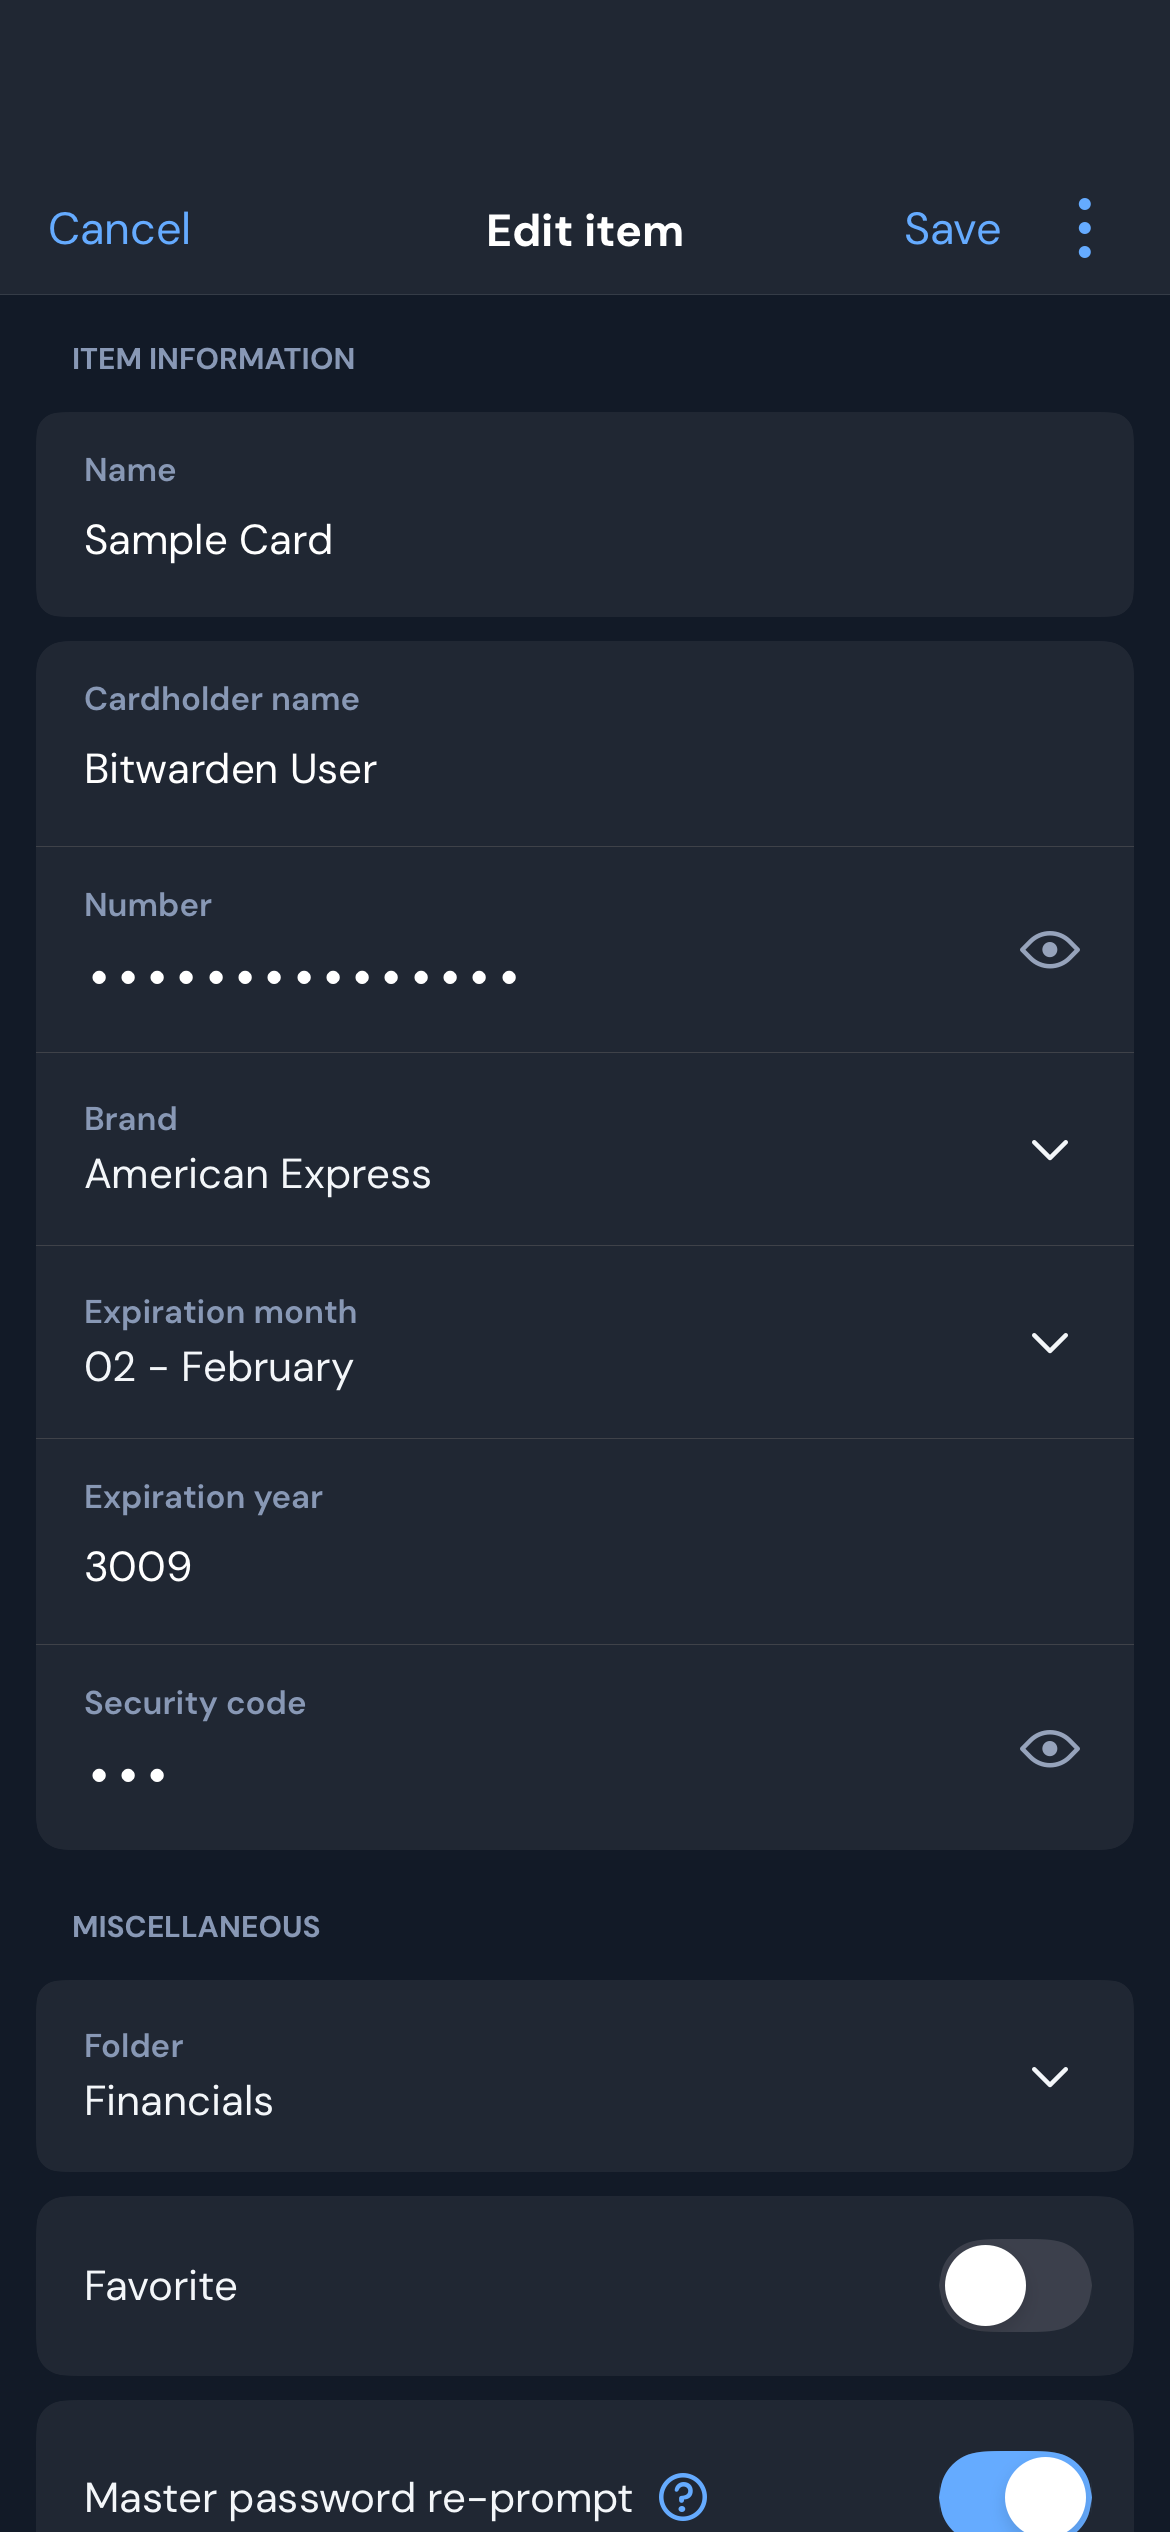 Cancel
Edit item
Save
ITEM INFORMATION
Name
Sample Card
Cardholder name
Bitwarden User
Number
•••••••••••••••
Brand
American Express
Expiration month
02 - February
Expiration year
3009
Security code
•••
MISCELLANEOUS
Folder
Financials
Favorite
Master password re-prompt